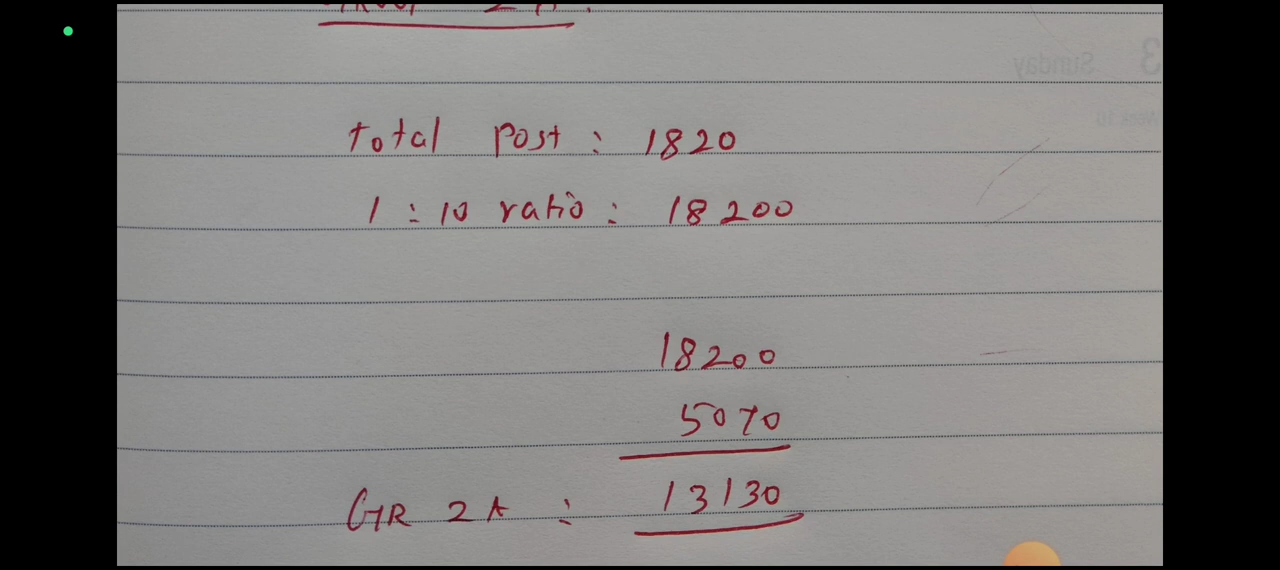 total post : 1820
1 : 10 ratio : 18200
18200
5070
GR 2A : 13130